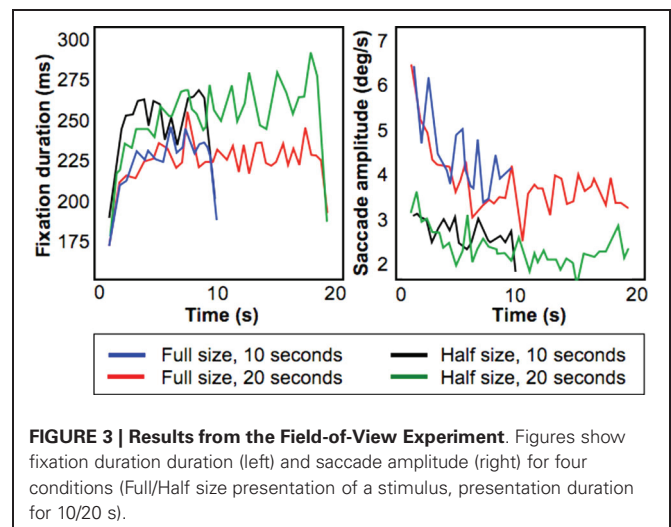 Fixation duration (ms)
300
275
250
225
200
175
0
10
20
Time (s)
Saccade amplitude (deg/s)
7
6
5
4
3
2
0
10
20
Time (s)
Full size, 10 seconds
Half size, 10 seconds
Full size, 20 seconds
Half size, 20 seconds
FIGURE 3 | Results from the Field-of-View Experiment. Figures show
fixation duration duration (left) and saccade amplitude (right) for four
conditions (Full/Half size presentation of a stimulus, presentation duration
for 10/20 s).